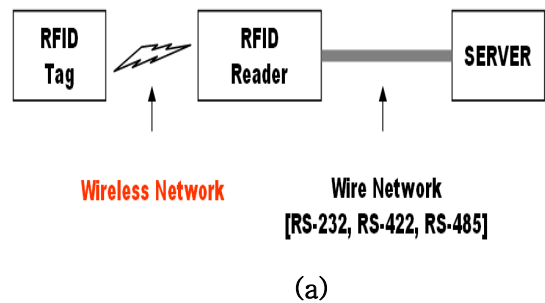 RFID Tag
RFID Reader
SERVER
Wireless Network
Wire Network
[RS-232, RS-422, RS-485]
(a)